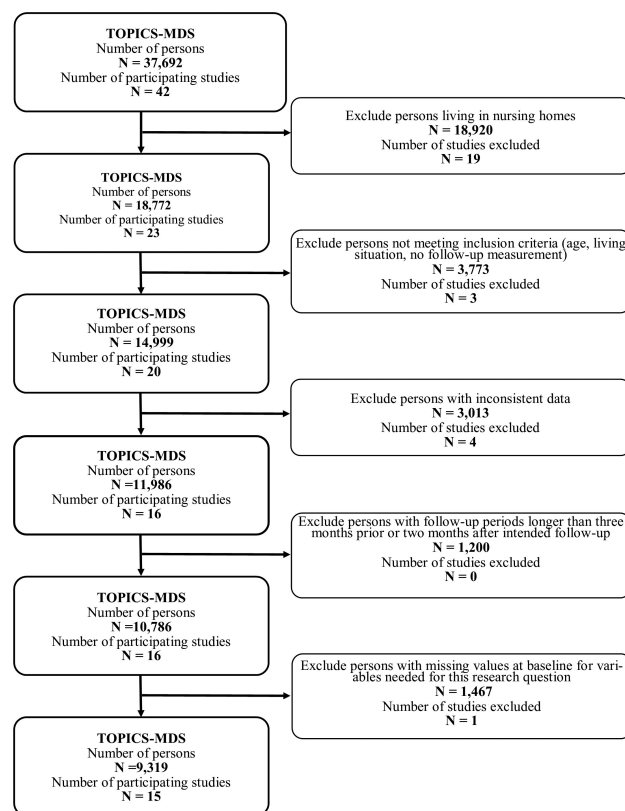 TOPICS-MDS
Number of persons
N = 37,692
Number of participating studies
N = 42
Exclude persons living in nursing homes
N = 18,920
Number of studies excluded
N = 19
TOPICS-MDS
Number of persons
N = 18,772
Number of participating studies
N = 23
Exclude persons not meeting inclusion criteria (age, living
situation, no follow-up measurement)
N = 3,773
Number of studies excluded
N = 3
TOPICS-MDS
Number of persons
N = 14,999
Number of participating studies
N = 20
Exclude persons with inconsistent data
N = 3,013
Number of studies excluded
N = 4
TOPICS-MDS
Number of persons
N =11,986
Number of participating studies
N = 16
Exclude persons with follow-up periods longer than three
months prior or two months after intended follow-up
N = 1,200
Number of studies excluded
N = 0
TOPICS-MDS
Number of persons
N =10,786
Number of participating studies
N = 16
Exclude persons with missing values at baseline for vari-
ables needed for this research question
N = 1,467
Number of studies excluded
N = 1
TOPICS-MDS
Number of persons
N =9,319
Number of participating studies
N = 15